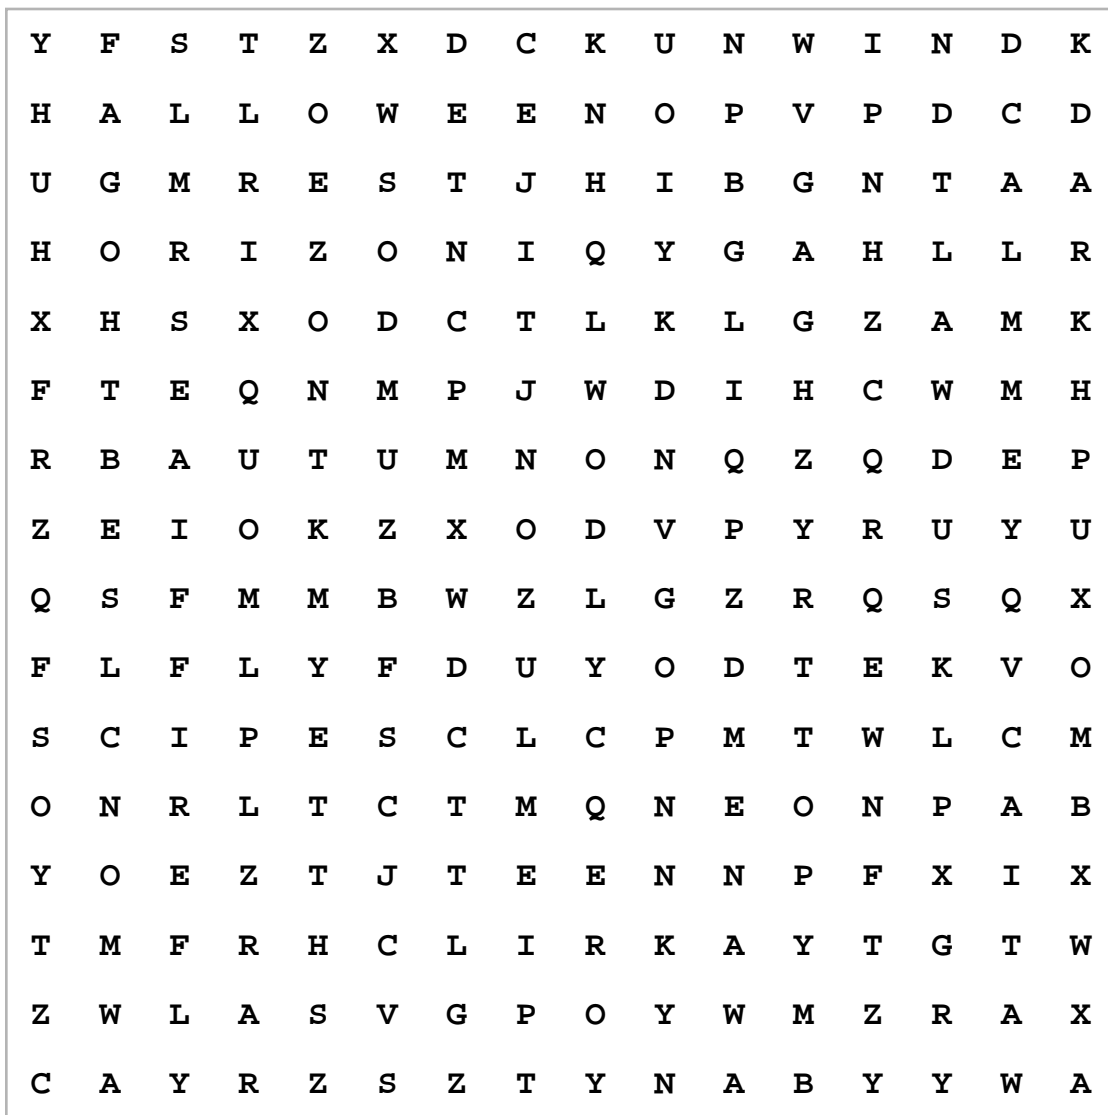 Y F S T Z X D C K U N W I N D K
H A L L O W E E N O P V P D C D
U G M R E S T J H I B G N T A A
H O R I Z O N I Q Y G A H L L R
X H S X O D C T L K L G Z A M K
F T E Q N M P J W D I H C W M H
R B A U T U M N O N Q Z Q D E P
Z E I O K Z X O D V P Y R U Y U
Q S F M M B W Z L G Z R Q S Q X
F L F L Y F D U Y O D T E K V O
S C I P E S C L C P M T W L C M
O N R L T C T M Q N E O N P A B
Y O E Z T J T E E N N P F X I X
T M F R H C L I R K A Y T G T W
Z W L A S V G P O Y W M Z R A X
C A Y R Z S Z T Y N A B Y Y W A